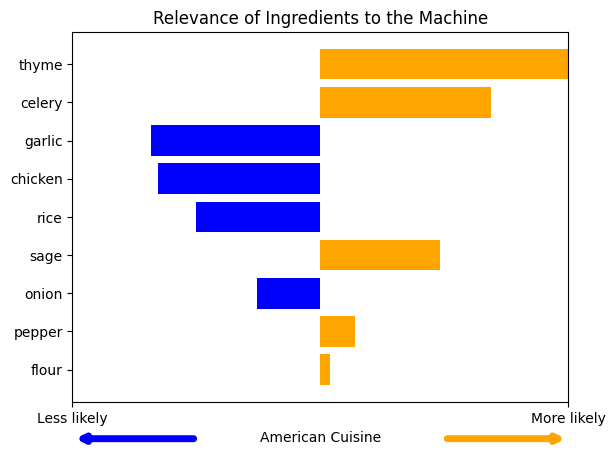 Relevance of Ingredients to the Machine
thyme
celery
garlic
chicken
rice
sage
onion
pepper
flour
Less likely
More likely
American Cuisine